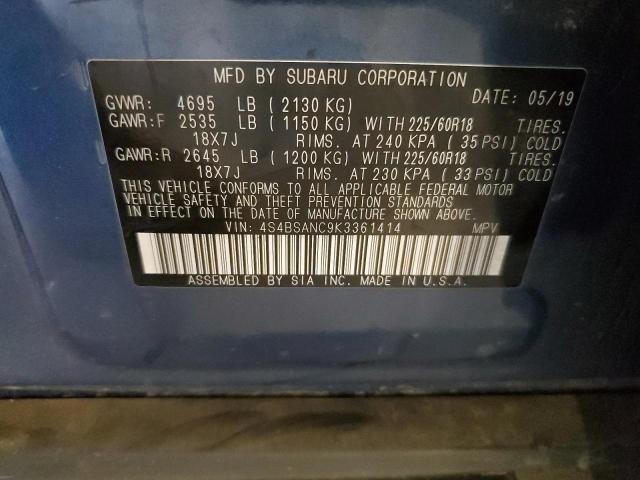 MFD BY SUBARU CORPORATION
GVWR: 4695 LB (2130 KG) DATE: 05/19
GAWR:F 2535 LB (1150 KG) WITH 225/60R18 TIRES.
18X7J RIMS. AT 240 KPA (35 PSI) COLD
GAWR:R 2645 LB (1200 KG) WITH 225/60R18 TIRES.
18X7J RIMS. AT 230 KPA (33 PSI) COLD
THIS VEHICLE CONFORMS TO ALL APPLICABLE FEDERAL MOTOR
VEHICLE SAFETY AND THEFT PREVENTION STANDARDS
IN EFFECT ON THE DATE OF MANUFACTURE SHOWN ABOVE.
VIN: 4S4BSANC9K3361414 MPV
ASSEMBLED BY SIA INC. MADE IN U.S.A.